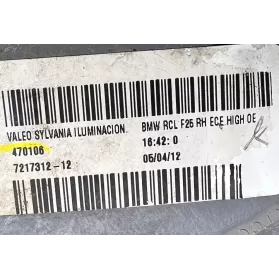 VALEO SYLVANIA ILUMINACION.
470106
7217312-12
BMW RCL F25 RH ECE HIGH OE
16:42: 0
05/04/12